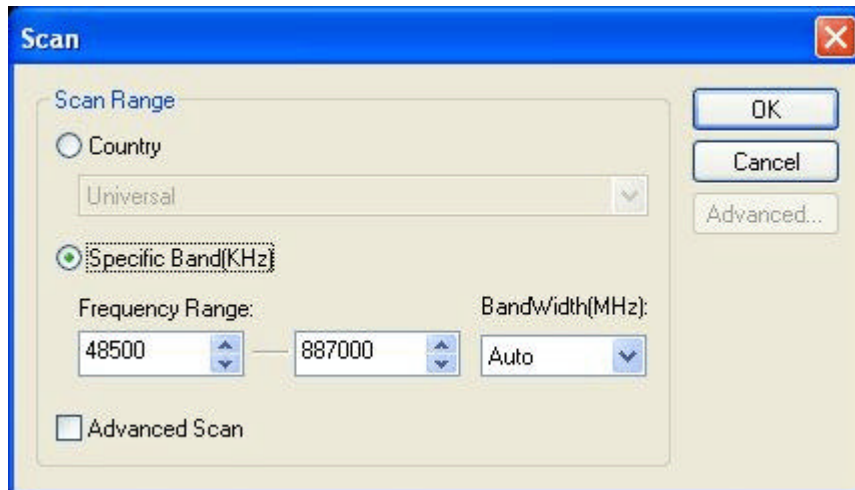 Scan
Scan Range
Country
Universal
Specific Band(KHz)
Frequency Range:
BandWidth(MHz):
48500
887000
Auto
Advanced Scan
OK
Cancel
Advanced...